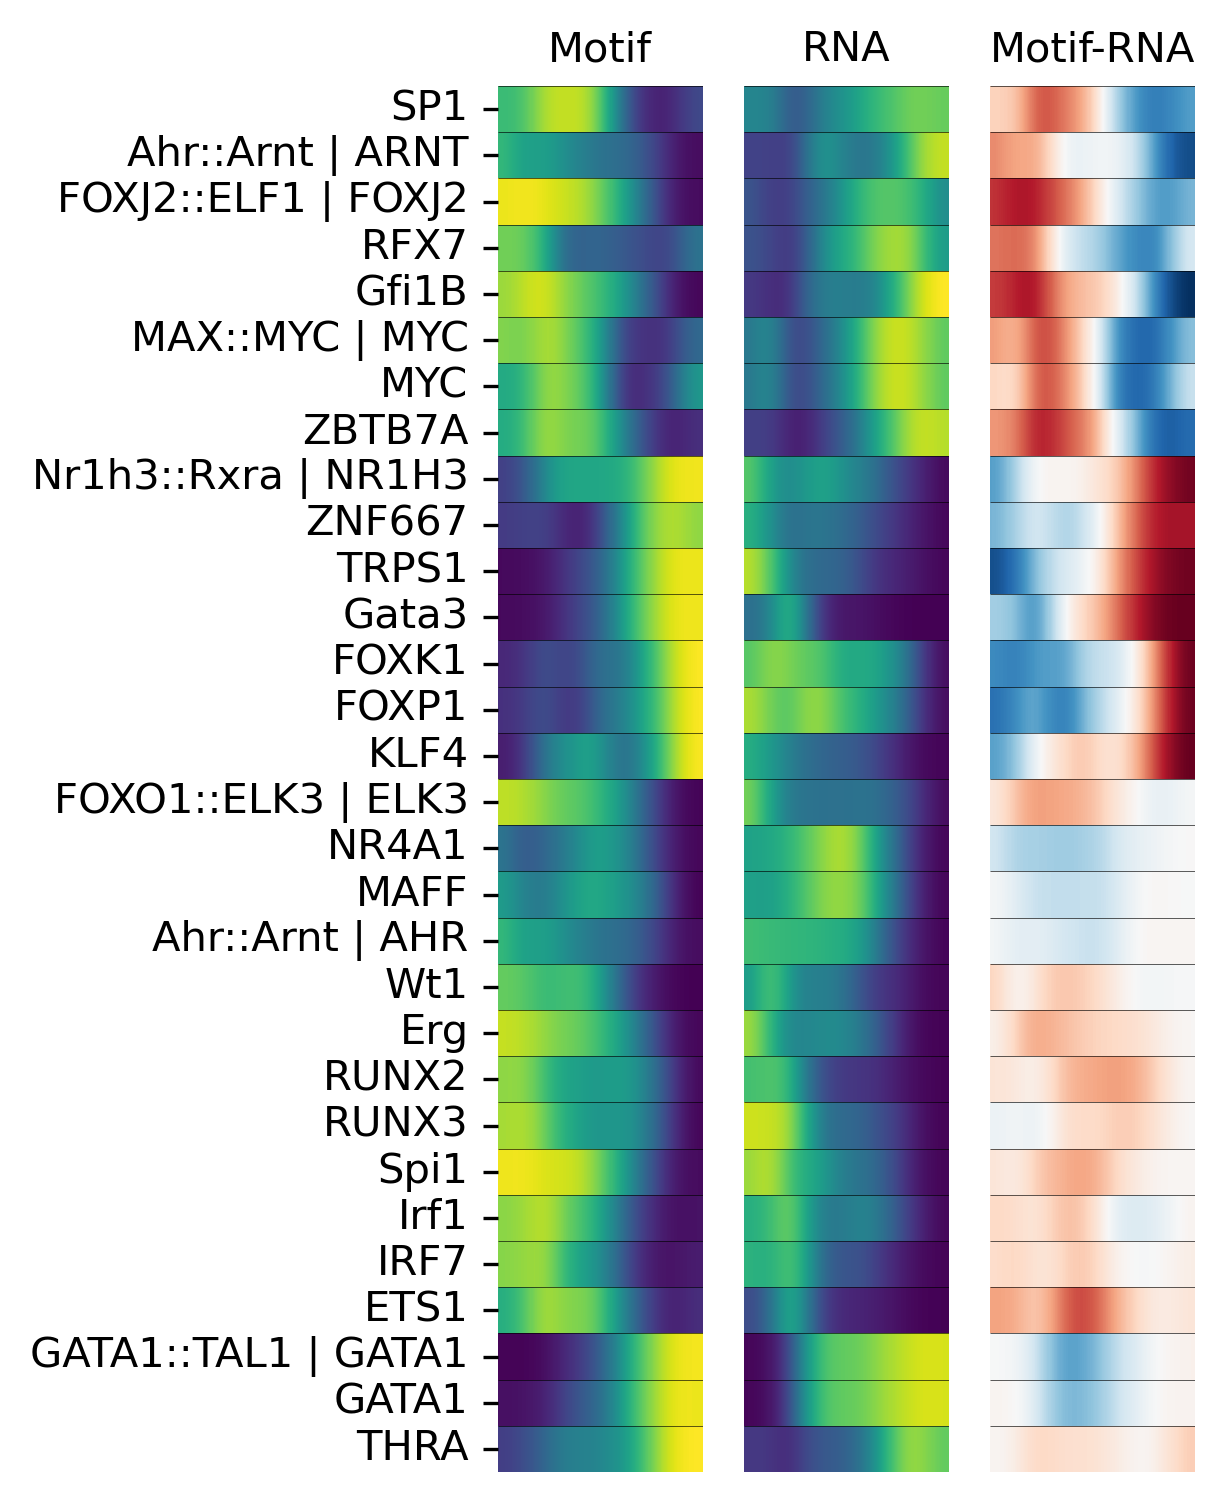 Motif RNA Motif-RNA
SP1
Ahr::Arnt | ARNT
FOXJ2::ELF1 | FOXJ2
RFX7
Gfi1B
MAX::MYC | MYC
MYC
ZBTB7A
Nr1h3::Rxra | NR1H3
ZNF667
TRPS1
Gata3
FOXK1
FOXP1
KLF4
FOXO1::ELK3 | ELK3
NR4A1
MAFF
Ahr::Arnt | AHR
Wt1
Erg
RUNX2
RUNX3
Spi1
Irf1
IRF7
ETS1
GATA1::TAL1 | GATA1
GATA1
THRA